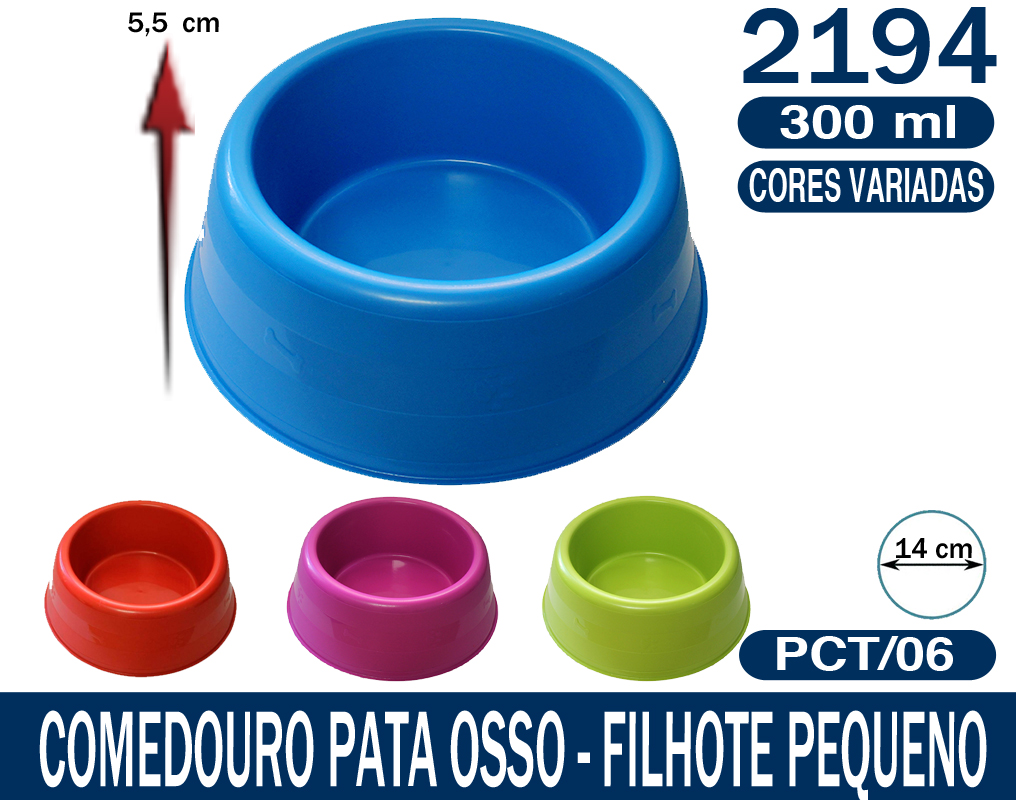 5,5 cm
2194
300 ml
CORES VARIADAS
14 cm
PCT/06
COMEDOURO PATA OSSO - FILHOTE PEQUENO